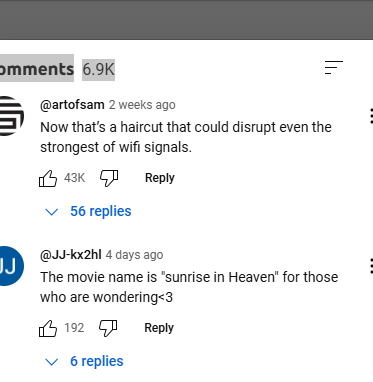 omments 6.9K
@artofsam 2 weeks ago
Now that's a haircut that could disrupt even the
strongest of wifi signals.
43K Reply
56 replies
JJ
@JJ-kx2hl 4 days ago
The movie name is "sunrise in Heaven" for those
who are wondering<3
192 Reply
6 replies